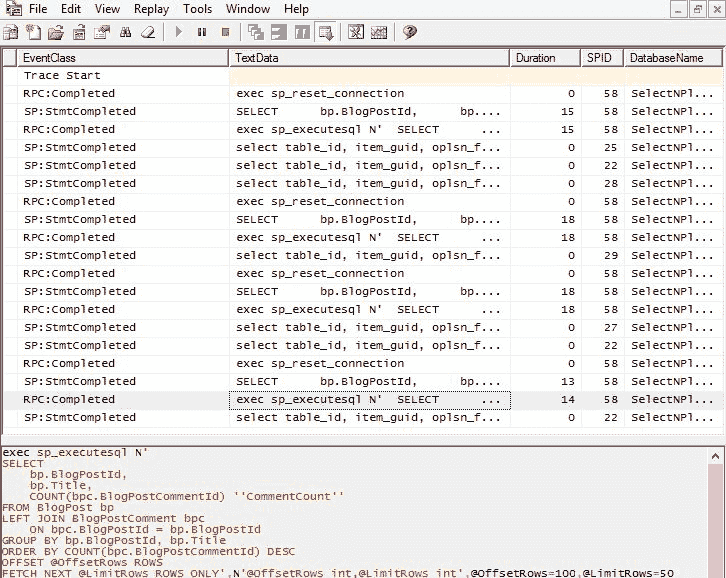 File Edit View Replay Tools Window Help
EventClass TextData Duration SPID DatabaseName
Trace Start
RPC:Completed exec sp_reset_connection 0 58 SelectNPl...
SP:StmtCompleted SELECT bp.BlogPostId, bp.... 15 58 SelectNPl...
RPC:Completed exec sp_executesql N' SELECT ... 15 58 SelectNPl...
SP:StmtCompleted select table_id, item_guid, oplsn_f... 0 25 SelectNPl...
SP:StmtCompleted select table_id, item_guid, oplsn_f... 0 22 SelectNPl...
SP:StmtCompleted select table_id, item_guid, oplsn_f... 0 28 SelectNPl...
RPC:Completed exec sp_reset_connection 0 58 SelectNPl...
SP:StmtCompleted SELECT bp.BlogPostId, bp.... 18 58 SelectNPl...
RPC:Completed exec sp_executesql N' SELECT ... 18 58 SelectNPl...
SP:StmtCompleted select table_id, item_guid, oplsn_f... 0 29 SelectNPl...
RPC:Completed exec sp_reset_connection 0 58 SelectNPl...
SP:StmtCompleted SELECT bp.BlogPostId, bp.... 18 58 SelectNPl...
RPC:Completed exec sp_executesql N' SELECT ... 18 58 SelectNPl...
SP:StmtCompleted select table_id, item_guid, oplsn_f... 0 27 SelectNPl...
SP:StmtCompleted select table_id, item_guid, oplsn_f... 0 22 SelectNPl...
RPC:Completed exec sp_reset_connection 0 58 SelectNPl...
SP:StmtCompleted SELECT bp.BlogPostId, bp.... 13 58 SelectNPl...
RPC:Completed exec sp_executesql N' SELECT ... 14 58 SelectNPl...
SP:StmtCompleted select table_id, item_guid, oplsn_f... 0 22 SelectNPl...
exec sp_executesql N'
SELECT
bp.BlogPostId,
bp.Title,
COUNT(bpc.BlogPostCommentId) ''CommentCount''
FROM BlogPost bp
LEFT JOIN BlogPostComment bpc
ON bpc.BlogPostId = bp.BlogPostId
GROUP BY bp.BlogPostId, bp.Title
ORDER BY COUNT(bpc.BlogPostCommentId) DESC
OFFSET @OffsetRows ROWS
FETCH NEXT @LimitRows ROWS ONLY',N'@OffsetRows int,@LimitRows int',@OffsetRows=100,@LimitRows=50